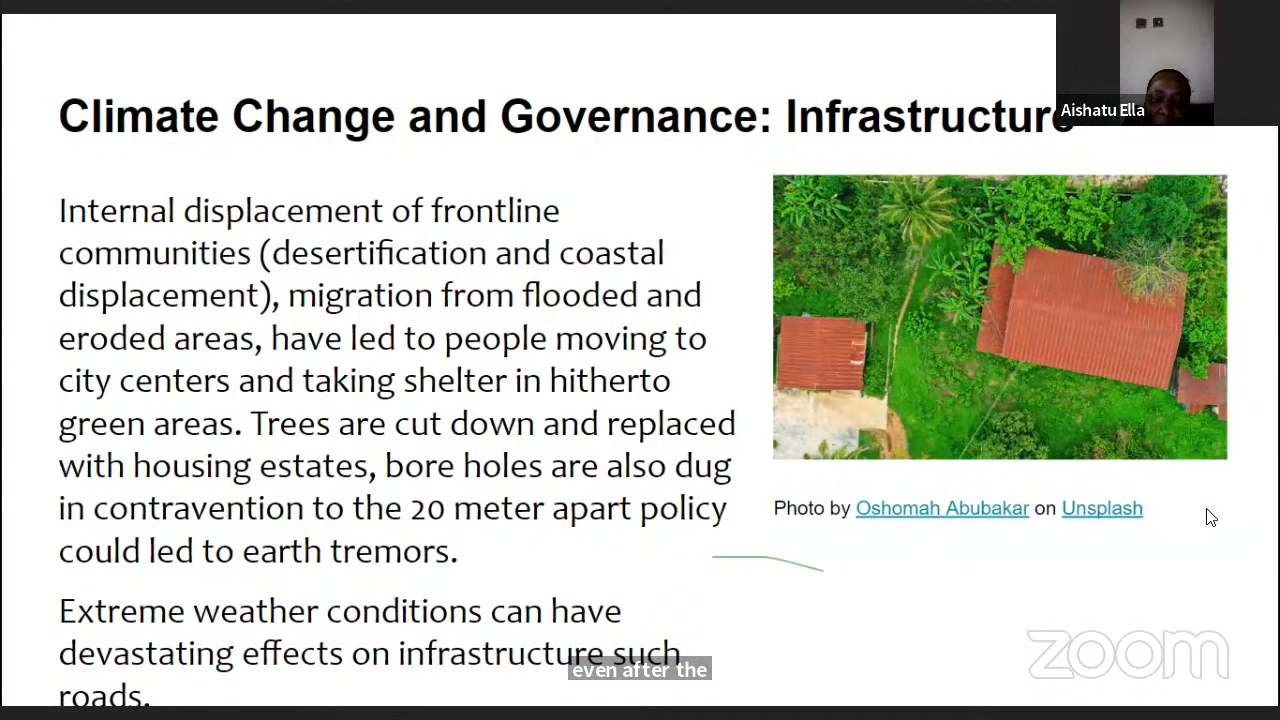 Aishatu Ella
Climate Change and Governance: Infrastructure
Internal displacement of frontline
communities (desertification and coastal
displacement), migration from flooded and
eroded areas, have led to people moving to
city centers and taking shelter in hitherto
green areas. Trees are cut down and replaced
with housing estates, bore holes are also dug
in contravention to the 20 meter apart policy
could led to earth tremors.
Extreme weather conditions can have
devastating effects on infrastructure such
roads.
Photo by Oshomah Abubakar on Unsplash
even after the
zoom